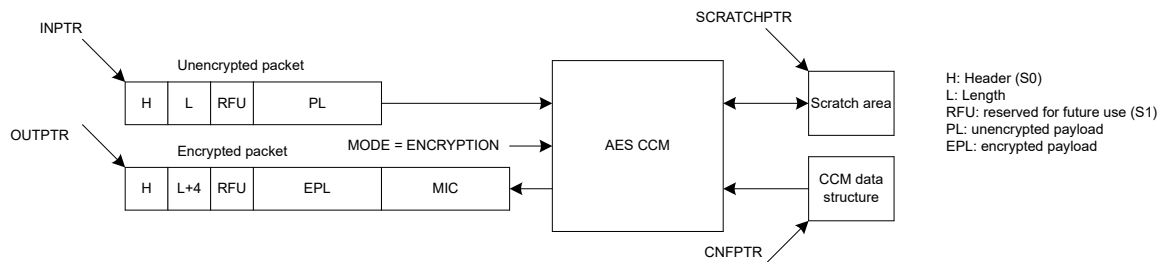 SCRATCHPTR
INPTR
Unencrypted packet
H L RFU PL
Scratch area
H: Header (S0)
L: Length
RFU: reserved for future use (S1)
PL: unencrypted payload
EPL: encrypted payload
OUTPTR
MODE = ENCRYPTION
AES CCM
Encrypted packet
H L+4 RFU EPL MIC
CCM data
structure
CNFPTR